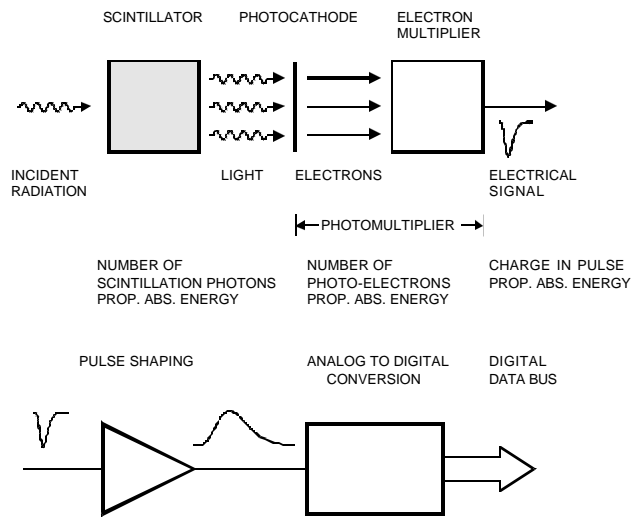 SCINTILLATOR
PHOTOCATHODE
ELECTRON
MULTIPLIER
INCIDENT
RADIATION
LIGHT
ELECTRONS
ELECTRICAL
SIGNAL
PHOTOMULTIPLIER
NUMBER OF
SCINTILLATION PHOTONS
PROP. ABS. ENERGY
NUMBER OF
PHOTO-ELECTRONS
PROP. ABS. ENERGY
CHARGE IN PULSE
PROP. ABS. ENERGY
PULSE SHAPING
ANALOG TO DIGITAL
CONVERSION
DIGITAL
DATA BUS